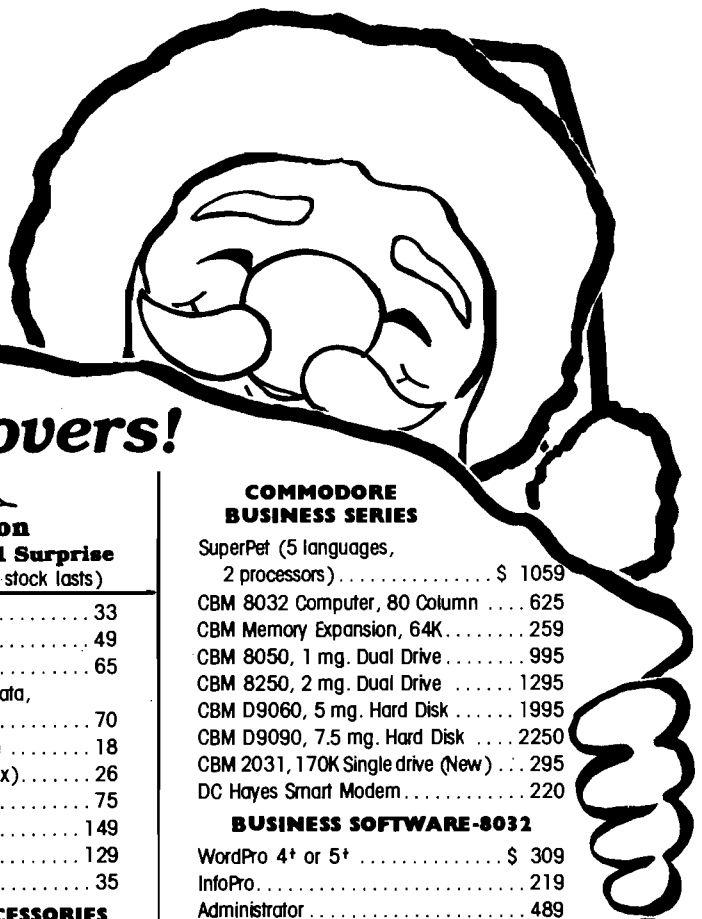 overs!
on
l Surprise
stock lasts)
......... 33
......... 49
......... 65
ata,
......... 70
........ 18
x)....... 26
......... 75
........ 149
........ 129
......... 35
CESSORIES
COMMODORE
BUSINESS SERIES
SuperPet (5 languages,
2 processors)............... $ 1059
CBM 8032 Computer, 80 Column .... 625
CBM Memory Expansion, 64K........ 259
CBM 8050, 1 mg. Dual Drive........ 995
CBM 8250, 2 mg. Dual Drive ...... 1295
CBM D9060, 5 mg. Hard Disk ...... 1995
CBM D9090, 7.5 mg. Hard Disk .... 2250
CBM 2031, 170K Single drive (New) ... 295
DC Hayes Smart Modem............ 220
BUSINESS SOFTWARE-8032
WordPro 4† or 5† .............. $ 309
InfoPro........................ 219
Administrator .................. 489